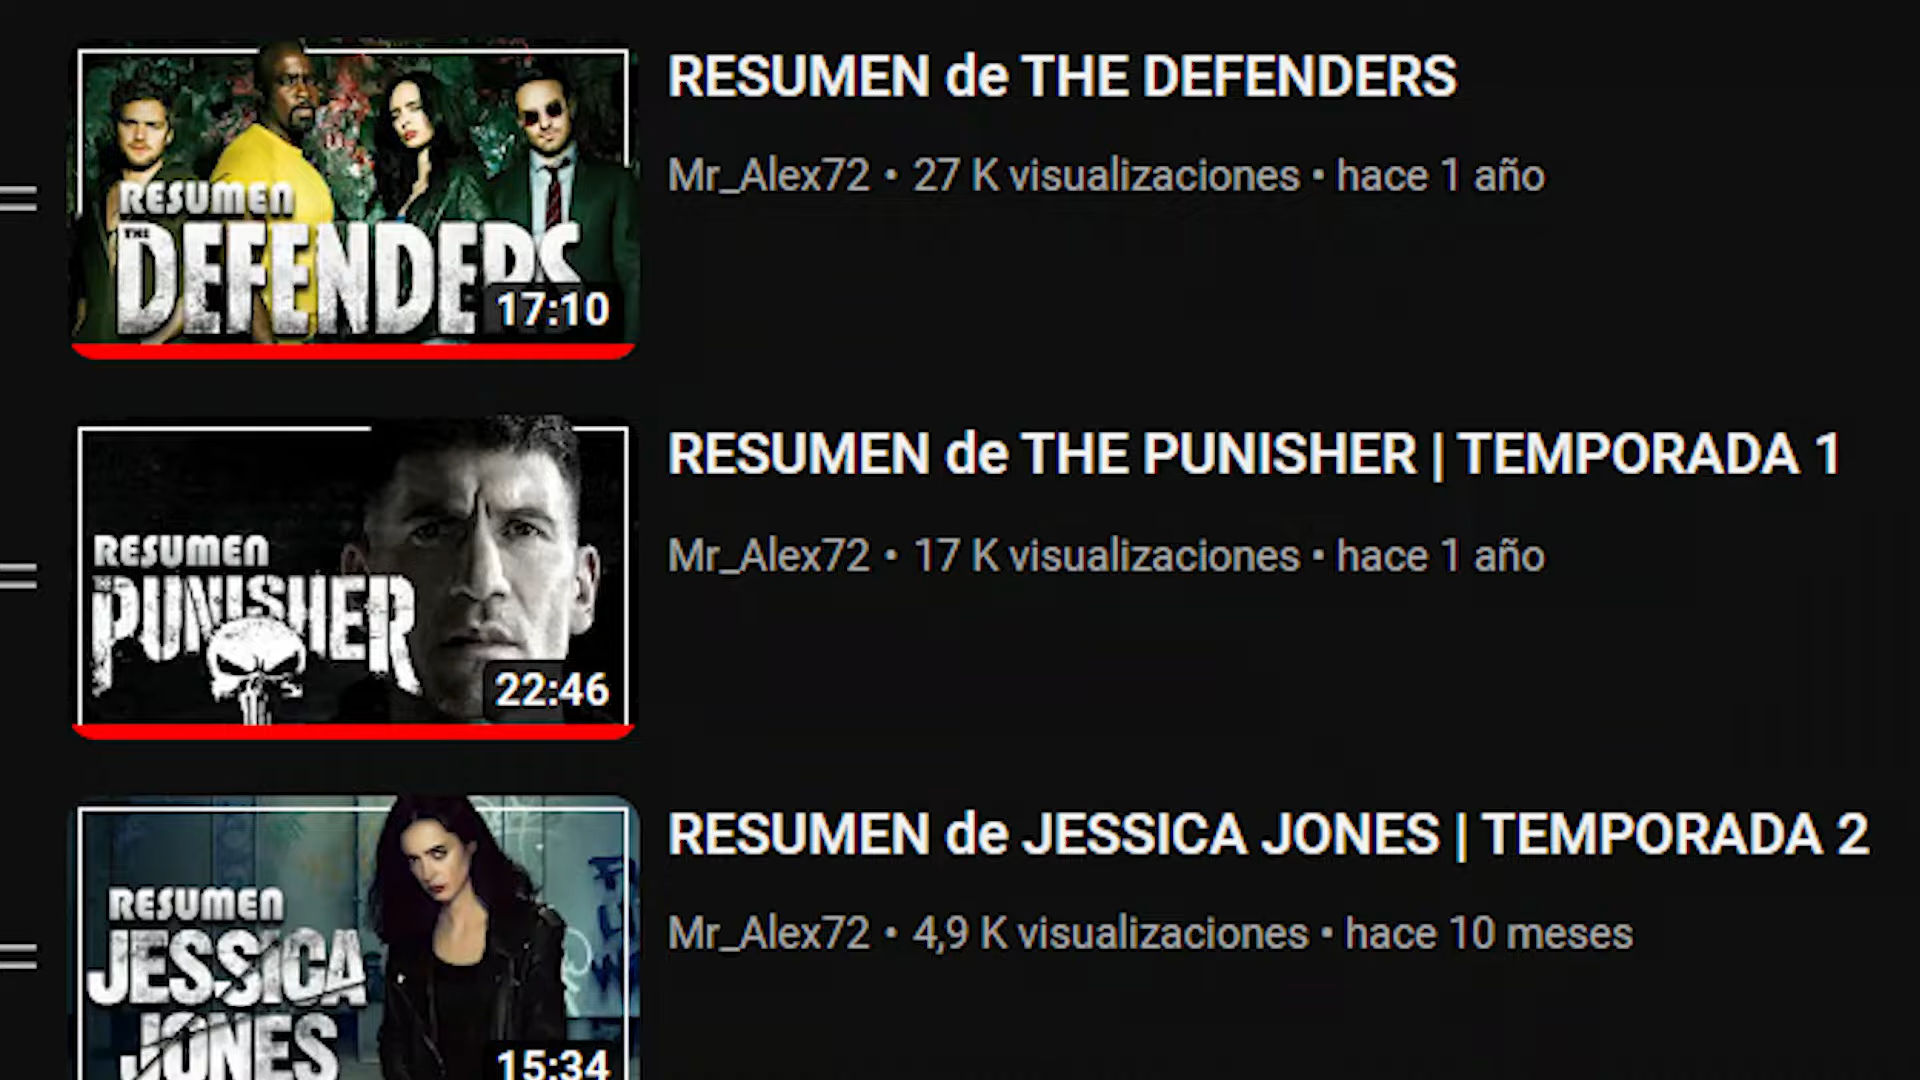 RESUMEN
THE
DEFENDERS
17:10
RESUMEN de THE DEFENDERS
Mr_Alex72 • 27 K visualizaciones • hace 1 año
RESUMEN
THE
PUNISHER
22:46
RESUMEN de THE PUNISHER | TEMPORADA 1
Mr_Alex72 • 17 K visualizaciones • hace 1 año
RESUMEN
JESSICA
JONES
15:34
RESUMEN de JESSICA JONES | TEMPORADA 2
Mr_Alex72 • 4,9 K visualizaciones • hace 10 meses